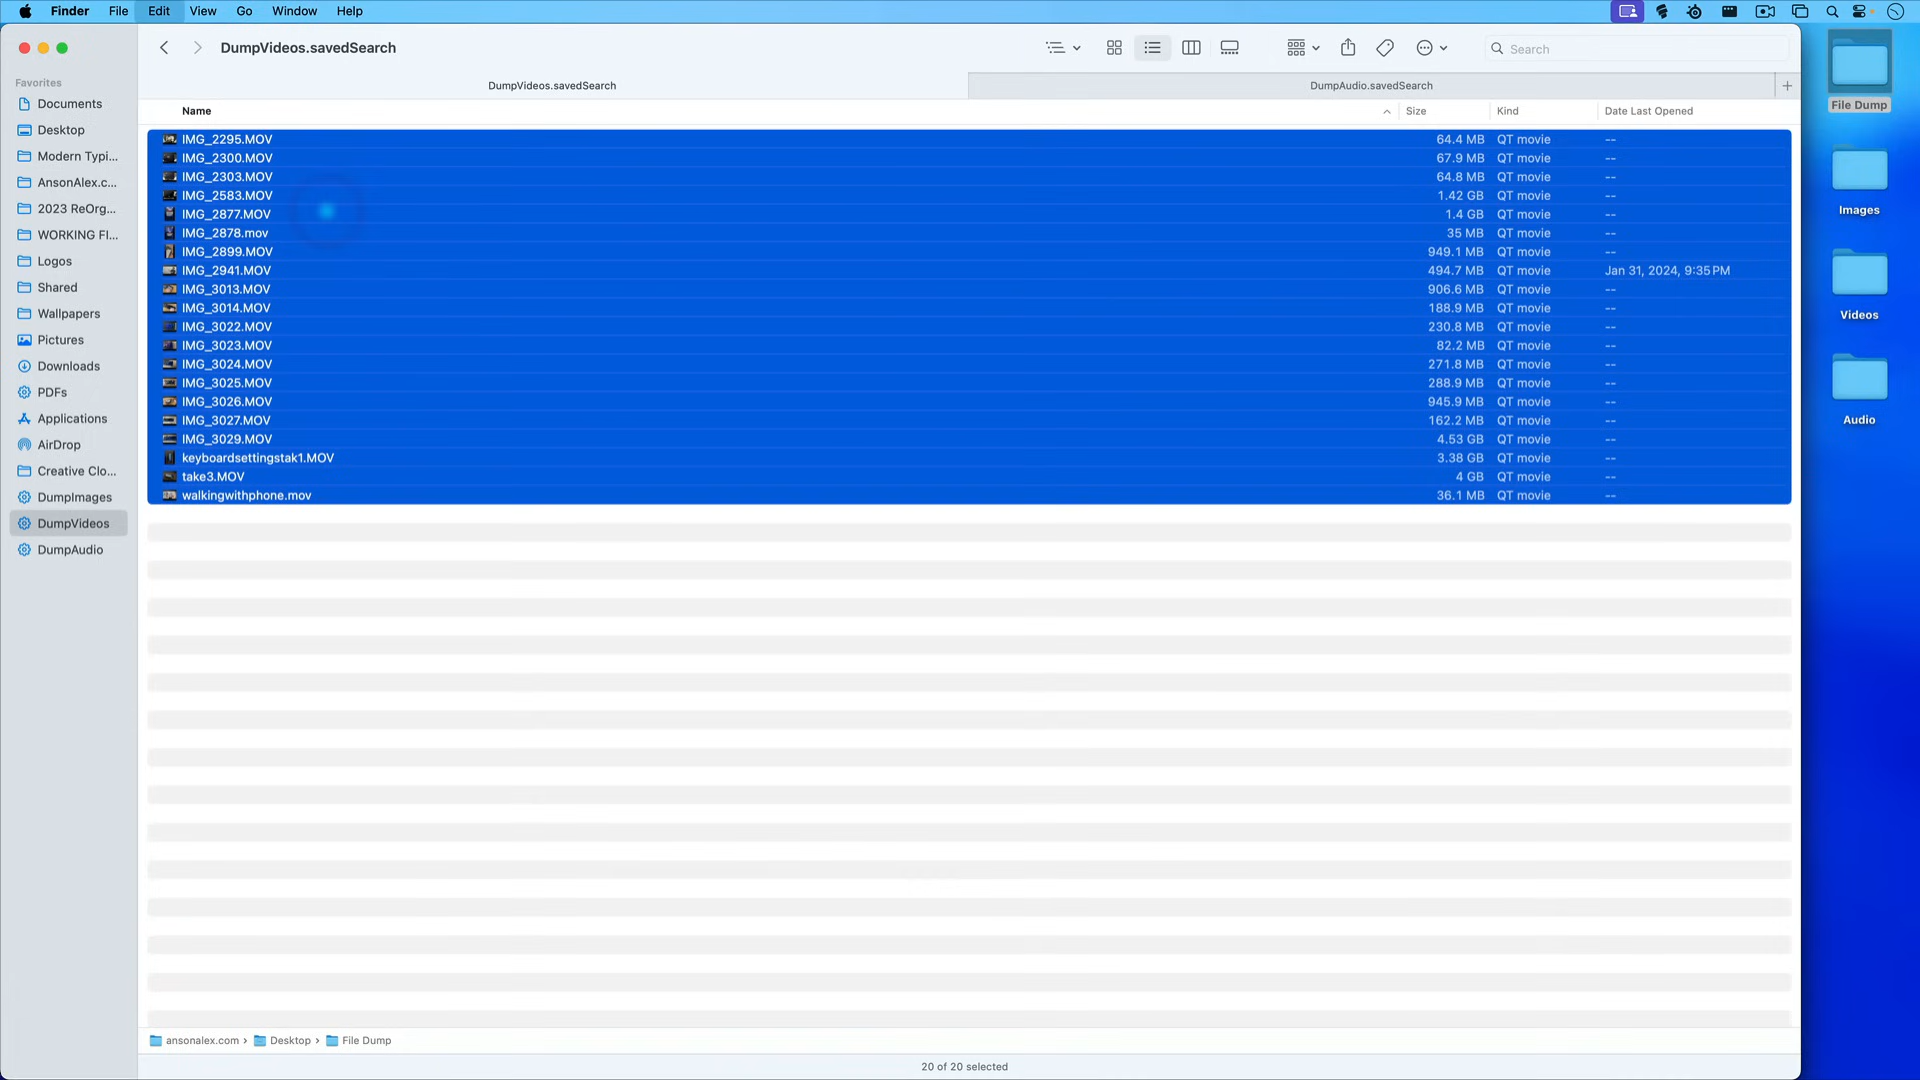 Finder File Edit View Go Window Help
DumpVideos.savedSearch
Search
DumpVideos.savedSearch
DumpAudio.savedSearch
Favorites
Documents
Desktop
Modern Typi...
AnsonAlex.c...
2023 ReOrg...
WORKING FI...
Logos
Shared
Wallpapers
Pictures
Downloads
PDFs
Applications
AirDrop
Creative Clo...
DumpImages
DumpVideos
DumpAudio
Name Size Kind Date Last Opened
IMG_2295.MOV 64.4 MB QT movie --
IMG_2300.MOV 67.9 MB QT movie --
IMG_2303.MOV 64.8 MB QT movie --
IMG_2583.MOV 1.42 GB QT movie --
IMG_2877.MOV 1.4 GB QT movie --
IMG_2878.mov 35 MB QT movie --
IMG_2899.MOV 949.1 MB QT movie --
IMG_2941.MOV 494.7 MB QT movie Jan 31, 2024, 9:35 PM
IMG_3013.MOV 906.6 MB QT movie --
IMG_3014.MOV 188.9 MB QT movie --
IMG_3022.MOV 230.8 MB QT movie --
IMG_3023.MOV 82.2 MB QT movie --
IMG_3024.MOV 271.8 MB QT movie --
IMG_3025.MOV 288.9 MB QT movie --
IMG_3026.MOV 945.9 MB QT movie --
IMG_3027.MOV 162.2 MB QT movie --
IMG_3029.MOV 4.53 GB QT movie --
keyboardsettingstak1.MOV 3.38 GB QT movie --
take3.MOV 4 GB QT movie --
walkingwithphone.mov 36.1 MB QT movie --
ansonalex.com › Desktop › File Dump
20 of 20 selected
File Dump
Images
Videos
Audio